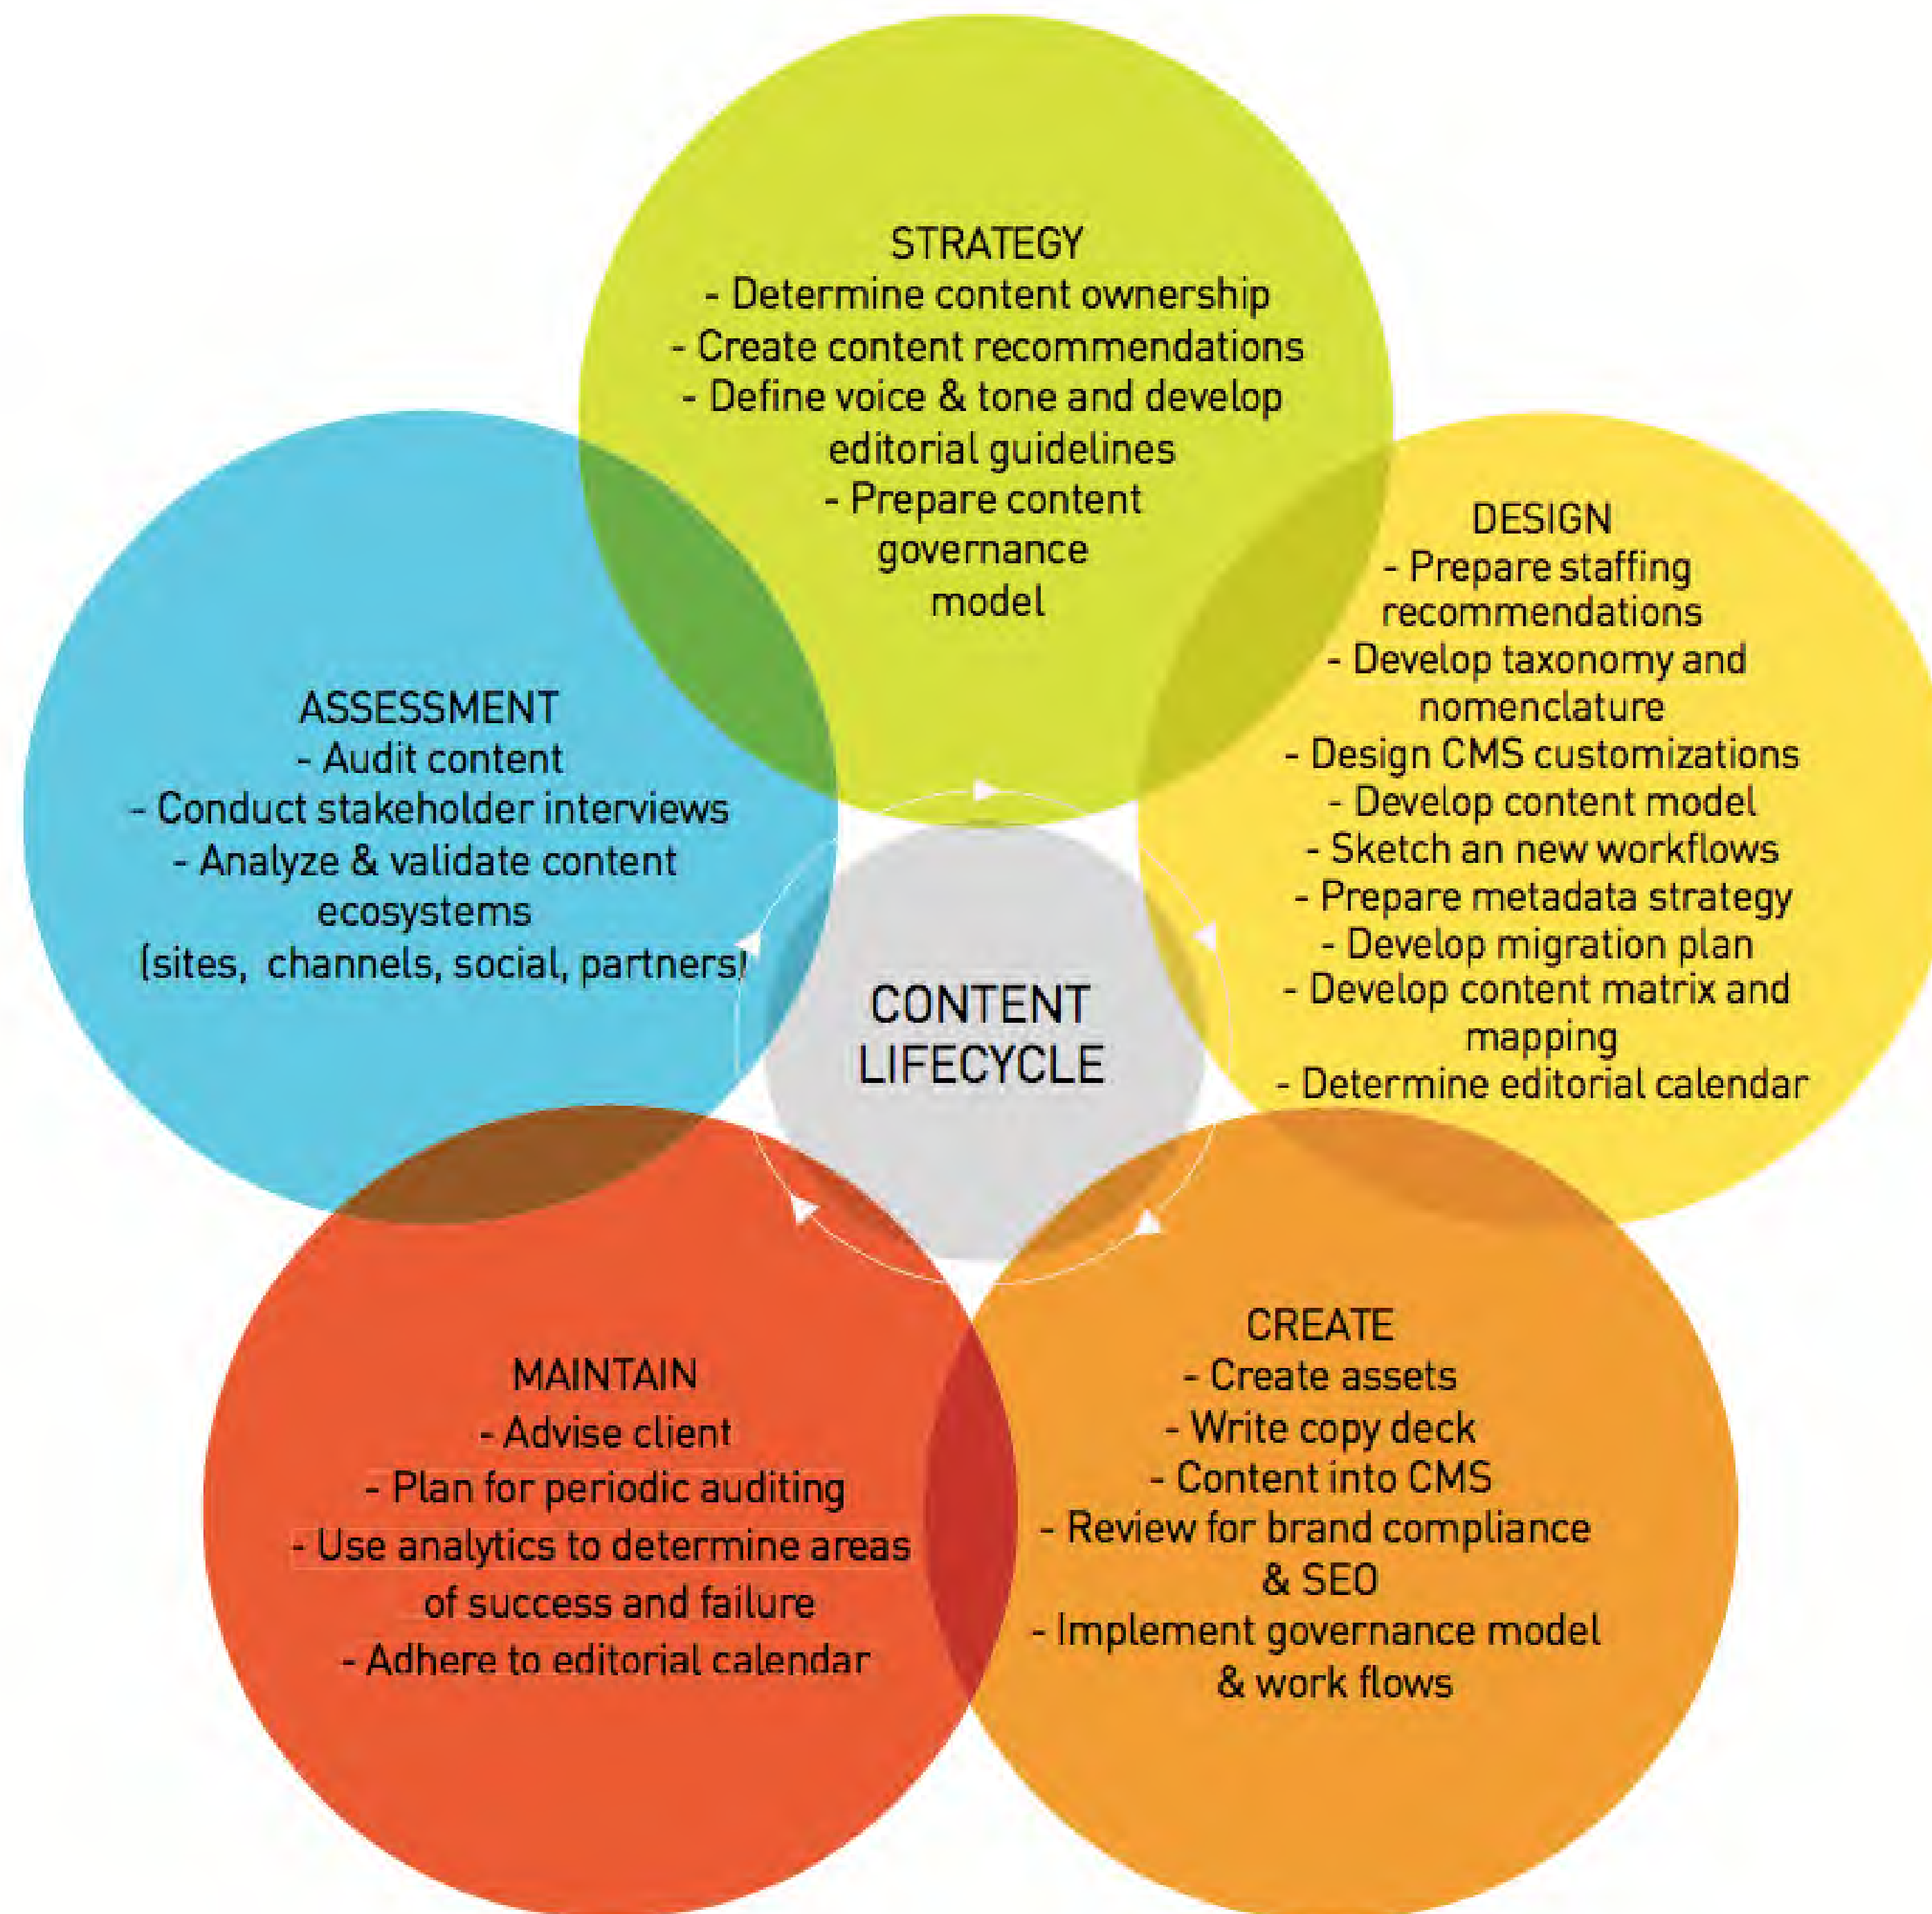 STRATEGY
- Determine content ownership
- Create content recommendations
- Define voice & tone and develop
editorial guidelines
- Prepare content
governance
model
DESIGN
- Prepare staffing
recommendations
- Develop taxonomy and
nomenclature
- Design CMS customizations
- Develop content model
- Sketch an new workflows
- Prepare metadata strategy
- Develop migration plan
- Develop content matrix and
mapping
- Determine editorial calendar
ASSESSMENT
- Audit content
- Conduct stakeholder interviews
- Analyze & validate content
ecosystems
(sites, channels, social, partners)
CONTENT
LIFECYCLE
CREATE
- Create assets
- Write copy deck
- Content into CMS
- Review for brand compliance
& SEO
- Implement governance model
& work flows
MAINTAIN
- Advise client
- Plan for periodic auditing
- Use analytics to determine areas
of success and failure
- Adhere to editorial calendar